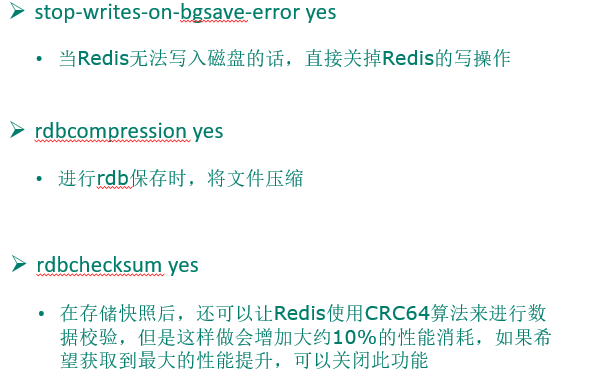 ➢ stop-writes-on-bgsave-error yes
• 当Redis无法写入磁盘的话，直接关掉Redis的写操作
➢ rdbcompression yes
• 进行rdb保存时，将文件压缩
➢ rdbchecksum yes
• 在存储快照后，还可以让Redis使用CRC64算法来进行数
据校验，但是这样做会增加大约10%的性能消耗，如果希
望获取到最大的性能提升，可以关闭此功能